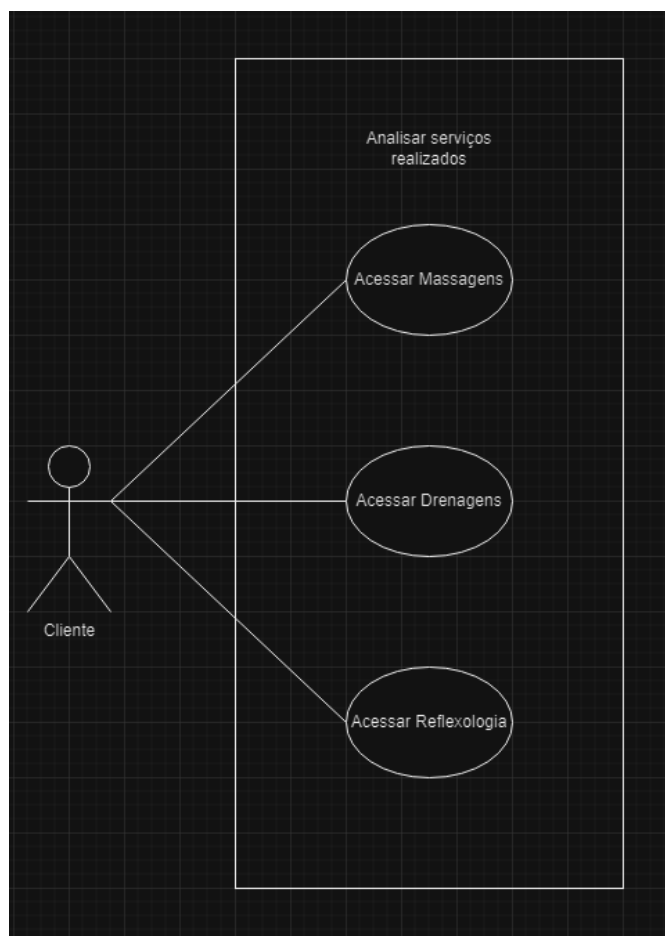 Analisar serviços
realizados
Acessar Massagens
Acessar Drenagens
Cliente
Acessar Reflexologia